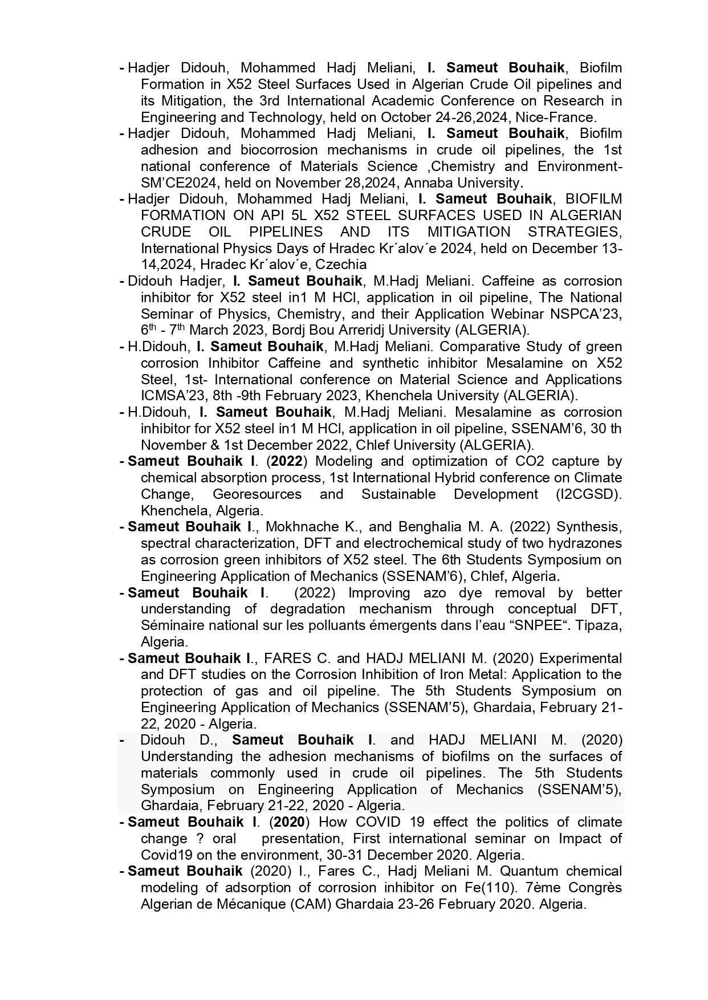 - Hadjer Didouh, Mohammed Hadj Meliani, I. Sameut Bouhaik, Biofilm
Formation in X52 Steel Surfaces Used in Algerian Crude Oil pipelines and
its Mitigation, the 3rd International Academic Conference on Research in
Engineering and Technology, held on October 24-26,2024, Nice-France.
- Hadjer Didouh, Mohammed Hadj Meliani, I. Sameut Bouhaik, Biofilm
adhesion and biocorrosion mechanisms in crude oil pipelines, the 1st
national conference of Materials Science ,Chemistry and Environment-
SM’CE2024, held on November 28,2024, Annaba University.
- Hadjer Didouh, Mohammed Hadj Meliani, I. Sameut Bouhaik, BIOFILM
FORMATION ON API 5L X52 STEEL SURFACES USED IN ALGERIAN
CRUDE OIL PIPELINES AND ITS MITIGATION STRATEGIES,
International Physics Days of Hradec Kr´alov´e 2024, held on December 13-
14,2024, Hradec Kr´alov´e, Czechia
- Didouh Hadjer, I. Sameut Bouhaik, M.Hadj Meliani. Caffeine as corrosion
inhibitor for X52 steel in1 M HCl, application in oil pipeline, The National
Seminar of Physics, Chemistry, and their Application Webinar NSPCA’23,
6th - 7th March 2023, Bordj Bou Arreridj University (ALGERIA).
- H.Didouh, I. Sameut Bouhaik, M.Hadj Meliani. Comparative Study of green
corrosion Inhibitor Caffeine and synthetic inhibitor Mesalamine on X52
Steel, 1st- International conference on Material Science and Applications
ICMSA’23, 8th -9th February 2023, Khenchela University (ALGERIA).
- H.Didouh, I. Sameut Bouhaik, M.Hadj Meliani. Mesalamine as corrosion
inhibitor for X52 steel in1 M HCl, application in oil pipeline, SSENAM’6, 30 th
November & 1st December 2022, Chlef University (ALGERIA).
- Sameut Bouhaik I. (2022) Modeling and optimization of CO2 capture by
chemical absorption process, 1st International Hybrid conference on Climate
Change, Georesources and Sustainable Development (I2CGSD).
Khenchela, Algeria.
- Sameut Bouhaik I., Mokhnache K., and Benghalia M. A. (2022) Synthesis,
spectral characterization, DFT and electrochemical study of two hydrazones
as corrosion green inhibitors of X52 steel. The 6th Students Symposium on
Engineering Application of Mechanics (SSENAM’6), Chlef, Algeria.
- Sameut Bouhaik I. (2022) Improving azo dye removal by better
understanding of degradation mechanism through conceptual DFT,
Séminaire national sur les polluants émergents dans l’eau “SNPEE“. Tipaza,
Algeria.
- Sameut Bouhaik I., FARES C. and HADJ MELIANI M. (2020) Experimental
and DFT studies on the Corrosion Inhibition of Iron Metal: Application to the
protection of gas and oil pipeline. The 5th Students Symposium on
Engineering Application of Mechanics (SSENAM’5), Ghardaia, February 21-
22, 2020 - Algeria.
- Didouh D., Sameut Bouhaik I. and HADJ MELIANI M. (2020)
Understanding the adhesion mechanisms of biofilms on the surfaces of
materials commonly used in crude oil pipelines. The 5th Students
Symposium on Engineering Application of Mechanics (SSENAM’5),
Ghardaia, February 21-22, 2020 - Algeria.
- Sameut Bouhaik I. (2020) How COVID 19 effect the politics of climate
change ? oral presentation, First international seminar on Impact of
Covid19 on the environment, 30-31 December 2020. Algeria.
- Sameut Bouhaik (2020) I., Fares C., Hadj Meliani M. Quantum chemical
modeling of adsorption of corrosion inhibitor on Fe(110). 7ème Congrès
Algerian de Mécanique (CAM) Ghardaia 23-26 February 2020. Algeria.